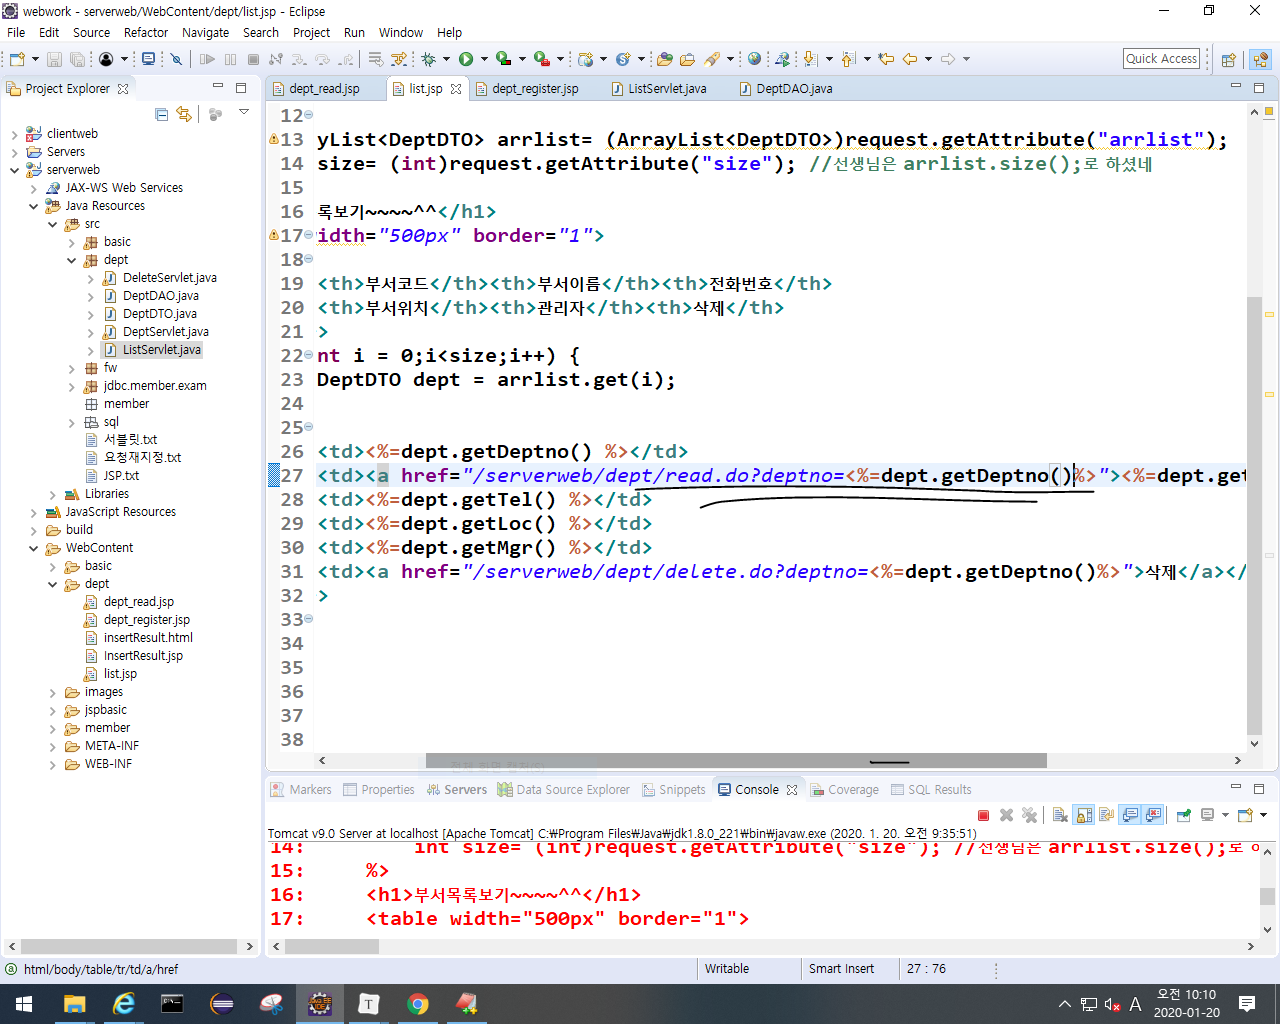 webwork - serverweb/WebContent/dept/list.jsp - Eclipse
File Edit Source Refactor Navigate Search Project Run Window Help
Quick Access
Project Explorer
dept_read.jsp list.jsp dept_register.jsp ListServlet.java DeptDAO.java
clientweb
Servers
serverweb
JAX-WS Web Services
Java Resources
src
basic
dept
DeleteServlet.java
DeptDAO.java
DeptDTO.java
DeptServlet.java
ListServlet.java
fw
jdbc.member.exam
member
sql
서블릿.txt
요청재지정.txt
JSP.txt
Libraries
JavaScript Resources
build
WebContent
basic
dept
dept_read.jsp
dept_register.jsp
insertResult.html
InsertResult.jsp
list.jsp
images
jspbasic
member
META-INF
WEB-INF
12
13 yList<DeptDTO> arrlist= (ArrayList<DeptDTO>)request.getAttribute("arrlist");
14 size= (int)request.getAttribute("size"); //선생님은 arrlist.size();로 하셨네
15
16 록보기~~~~^^</h1>
17 idth="500px" border="1">
18
19 <th>부서코드</th><th>부서이름</th><th>전화번호</th>
20 <th>부서위치</th><th>관리자</th><th>삭제</th>
21 >
22 nt i = 0;i<size;i++) {
23 DeptDTO dept = arrlist.get(i);
24
25
26 <td><%=dept.getDeptno() %></td>
27 <td><a href="/serverweb/dept/read.do?deptno=<%=dept.getDeptno()%>"><%=dept.get
28 <td><%=dept.getTel() %></td>
29 <td><%=dept.getLoc() %></td>
30 <td><%=dept.getMgr() %></td>
31 <td><a href="/serverweb/dept/delete.do?deptno=<%=dept.getDeptno()%>">삭제</a></
32 >
33
34
35
36
37
38
Markers Properties Servers Data Source Explorer Snippets Console Coverage SQL Results
Tomcat v9.0 Server at localhost [Apache Tomcat] C:₩Program Files₩Java₩jdk1.8.0_221₩bin₩javaw.exe (2020. 1. 20. 오전 9:35:51)
14: int size= (int)request.getAttribute("size"); //선생님은 arrlist.size();로
15: %>
16: <h1>부서목록보기~~~~^^</h1>
17: <table width="500px" border="1">
html/body/table/tr/td/a/href
Writable
Smart Insert
27 : 76
A
오전 10:10
2020-01-20